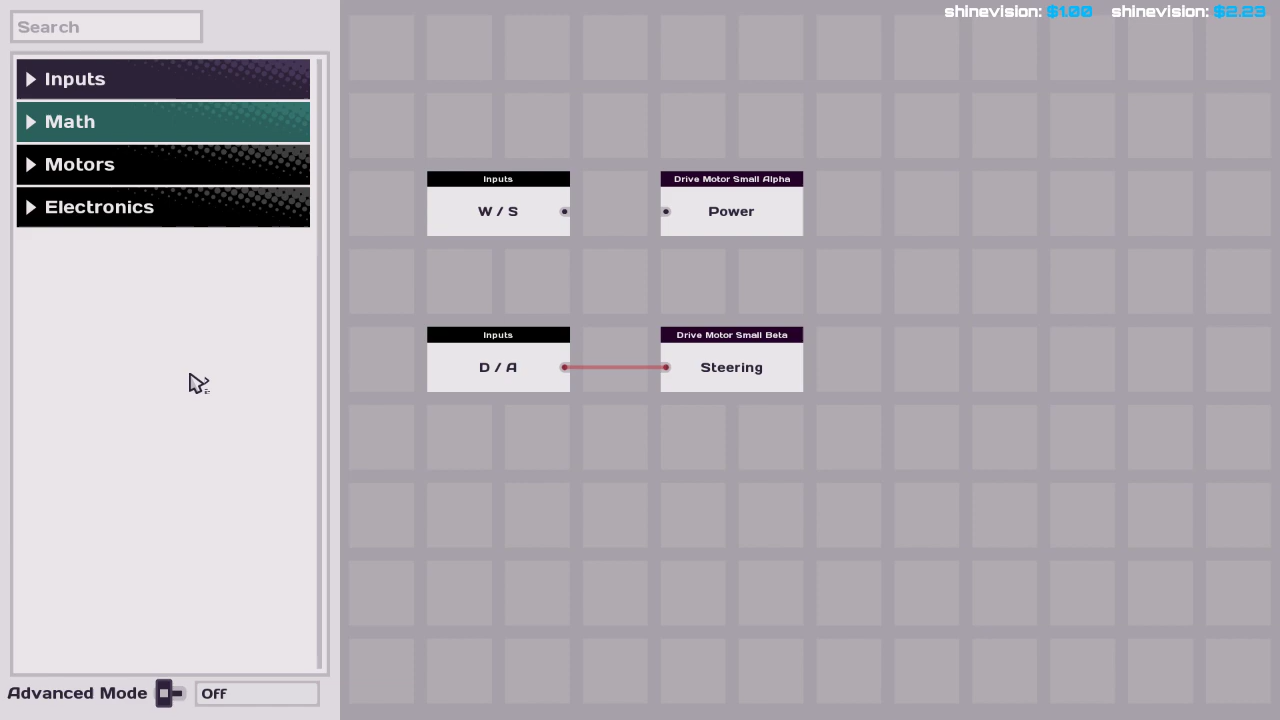 shinevision: $1.00 shinevision: $2.23
Search
Inputs
Math
Motors
Electronics
Inputs
W / S
Drive Motor Small Alpha
Power
Inputs
D / A
Drive Motor Small Beta
Steering
Advanced Mode
Off